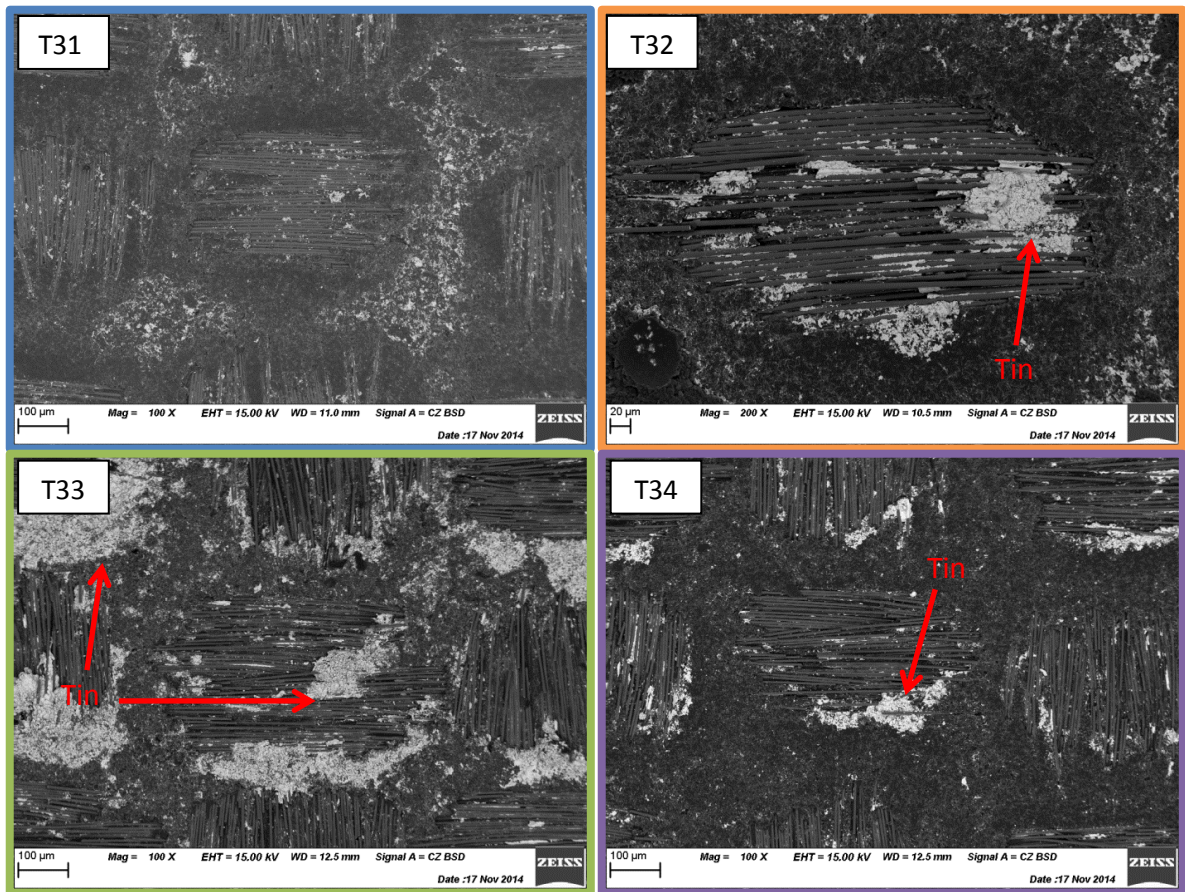 T31
100 µm
Mag = 100 X EHT = 15.00 kV WD = 11.0 mm Signal A = CZ BSD
Date :17 Nov 2014
ZEISS
T32
Tin
20 µm
Mag = 200 X EHT = 15.00 kV WD = 10.5 mm Signal A = CZ BSD
Date :17 Nov 2014
ZEISS
T33
Tin
100 µm
Mag = 100 X EHT = 15.00 kV WD = 12.5 mm Signal A = CZ BSD
Date :17 Nov 2014
ZEISS
T34
Tin
100 µm
Mag = 100 X EHT = 15.00 kV WD = 12.5 mm Signal A = CZ BSD
Date :17 Nov 2014
ZEISS